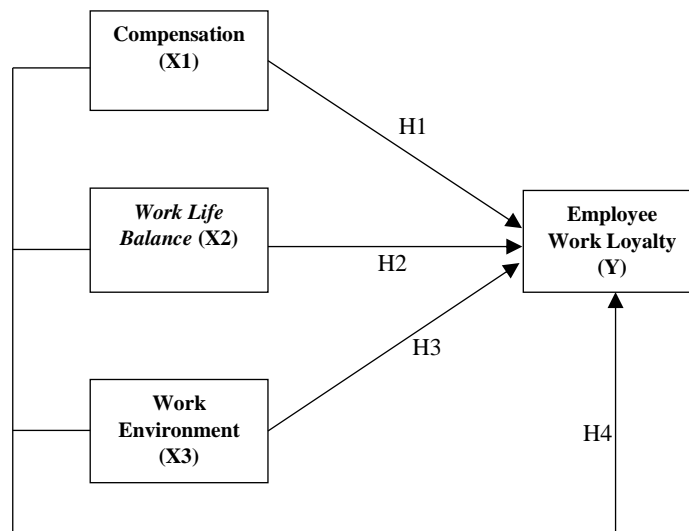 Compensation
(X1)
H1
Work Life
Balance (X2)
H2
Employee
Work Loyalty
(Y)
H3
Work
Environment
(X3)
H4